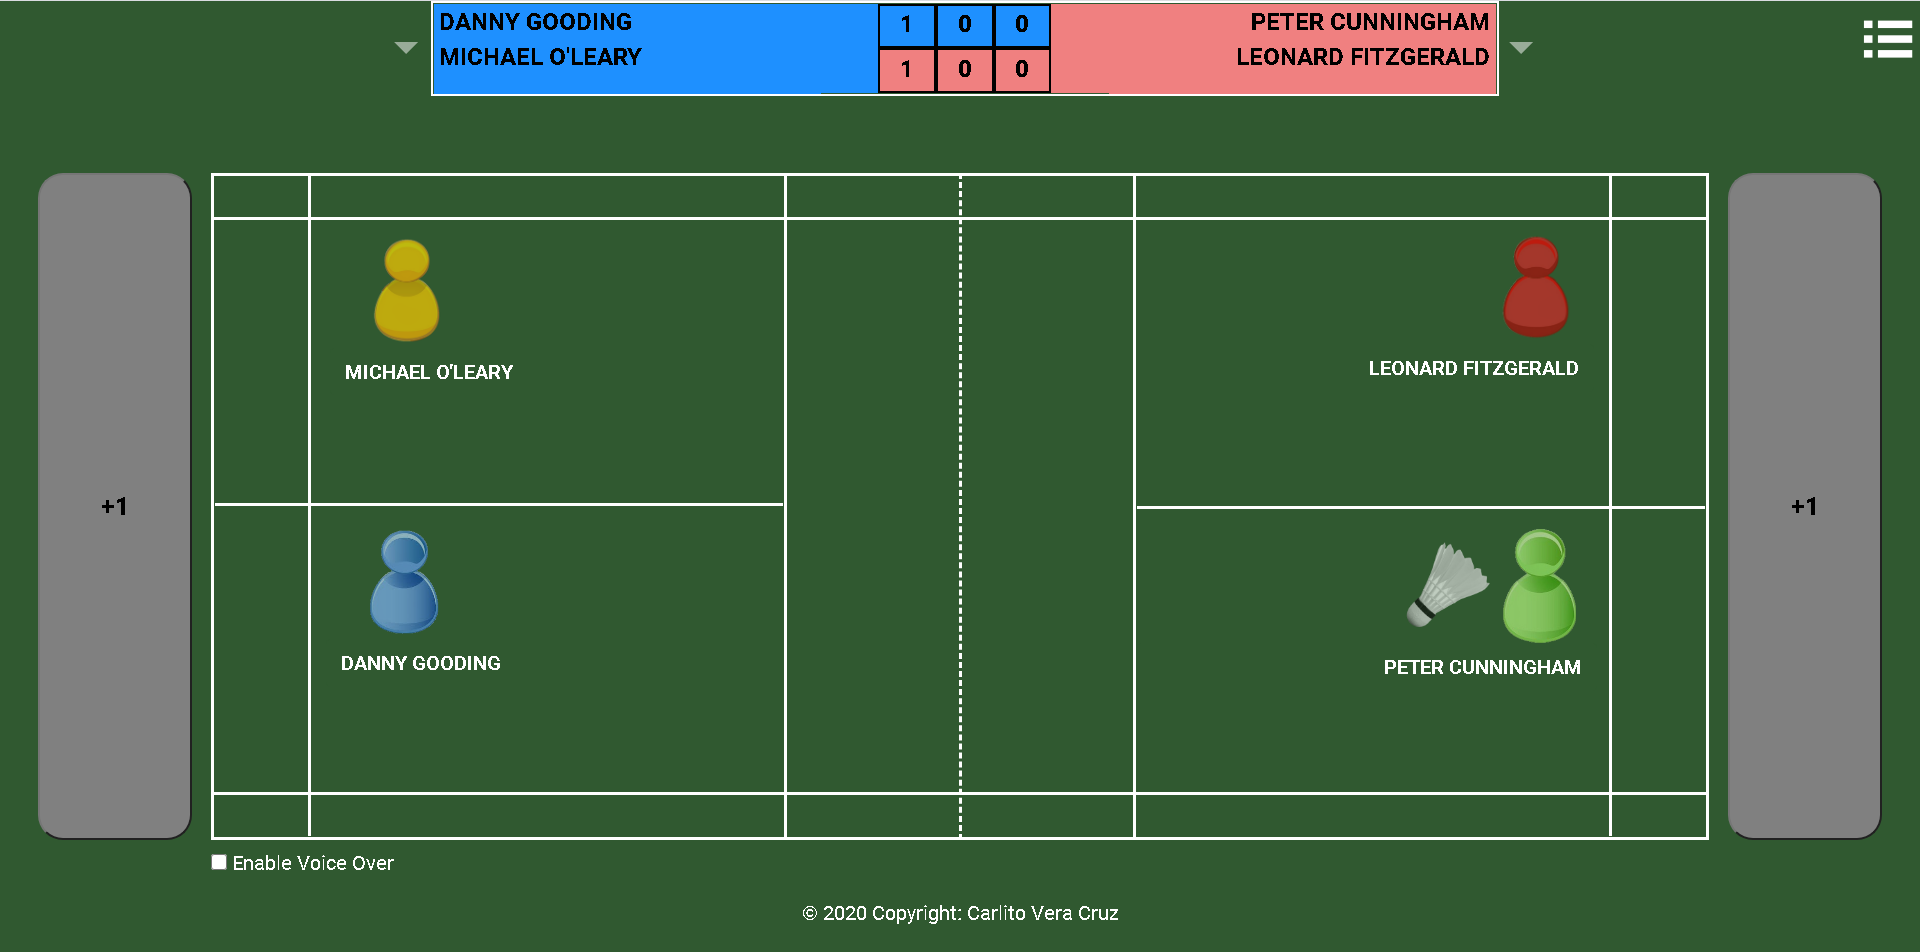 DANNY GOODING
MICHAEL O'LEARY
1 0 0
1 0 0
PETER CUNNINGHAM
LEONARD FITZGERALD
MICHAEL O'LEARY
LEONARD FITZGERALD
+1
+1
DANNY GOODING
PETER CUNNINGHAM
Enable Voice Over
© 2020 Copyright: Carlito Vera Cruz